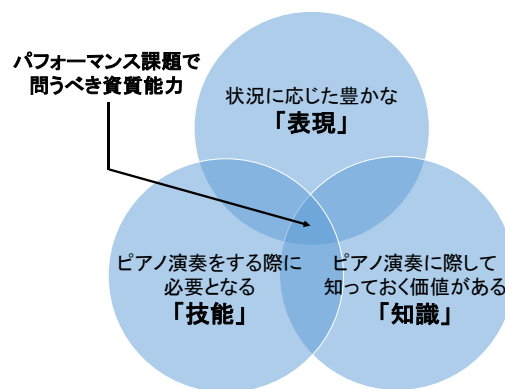 パフォーマンス課題で
問うべき資質能力
状況に応じた豊かな
「表現」
ピアノ演奏をする際に
必要となる
「技能」
ピアノ演奏に際して
知っておく価値がある
「知識」